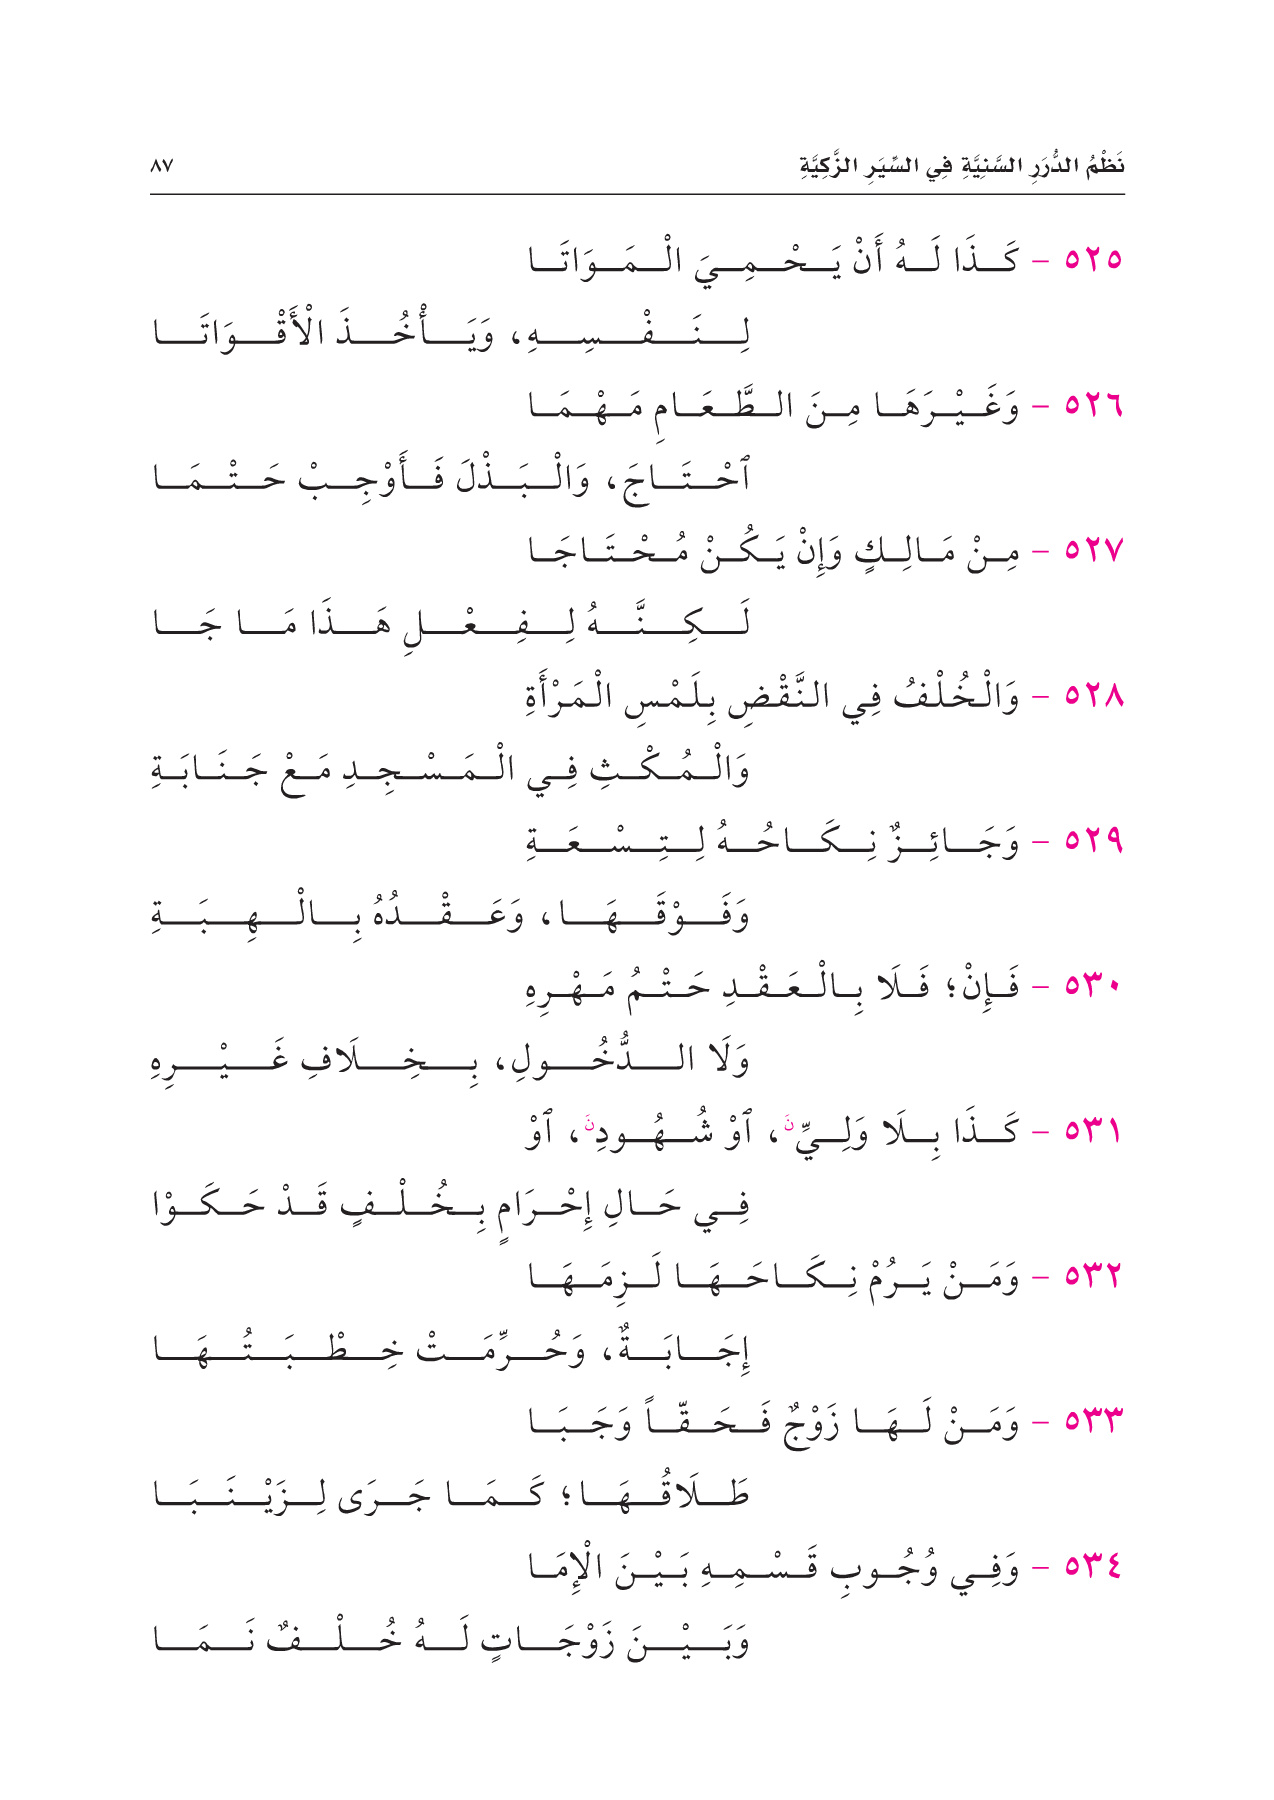 نَظْمُ الدُّرَرِ السَّنِيَّةِ فِي السِّيَرِ الزَّكِيَّةِ ٨٧
٥٢٥ - كَذَا لَهُ أَنْ يَحْمِيَ الْمَوَاتَا
لِنَفْسِهِ، وَيَأْخُذَ الْأَقْوَاتَا
٥٢٦ - وَغَيْرَهَا مِنَ الطَّعَامِ مَهْمَا
ٱحْتَاجَ، وَالْبَذْلَ فَأَوْجِبْ حَتْمَا
٥٢٧ - مِنْ مَالِكٍ وَإِنْ يَكُنْ مُحْتَاجَا
لَكِنَّهُ لِفِعْلِ هَذَا مَا جَا
٥٢٨ - وَالْخُلْفُ فِي النَّقْضِ بِلَمْسِ الْمَرْأَةِ
وَالْمُكْثِ فِي الْمَسْجِدِ مَعْ جَنَابَةِ
٥٢٩ - وَجَائِزٌ نِكَاحُهُ لِتِسْعَةِ
وَفَوْقَهَا، وَعَقْدُهُ بِالْهِبَةِ
٥٣٠ - فَإِنْ؛ فَلَا بِالْعَقْدِ حَتْمُ مَهْرِهِ
وَلَا الدُّخُولِ، بِخِلَافِ غَيْرِهِ
٥٣١ - كَذَا بِلَا وَلِيِّنَ، ٱوْ شُهُودِنَ، ٱوْ
فِي حَالِ إِحْرَامٍ بِخُلْفٍ قَدْ حَكَوْا
٥٣٢ - وَمَنْ يَرُمْ نِكَاحَهَا لَزِمَهَا
إِجَابَةٌ، وَحُرِّمَتْ خِطْبَتُهَا
٥٣٣ - وَمَنْ لَهَا زَوْجٌ فَحَقّاً وَجَبَا
طَلَاقُهَا؛ كَمَا جَرَى لِزَيْنَبَا
٥٣٤ - وَفِي وُجُوبِ قَسْمِهِ بَيْنَ الْإِمَا
وَبَيْنَ زَوْجَاتٍ لَهُ خُلْفٌ نَمَا